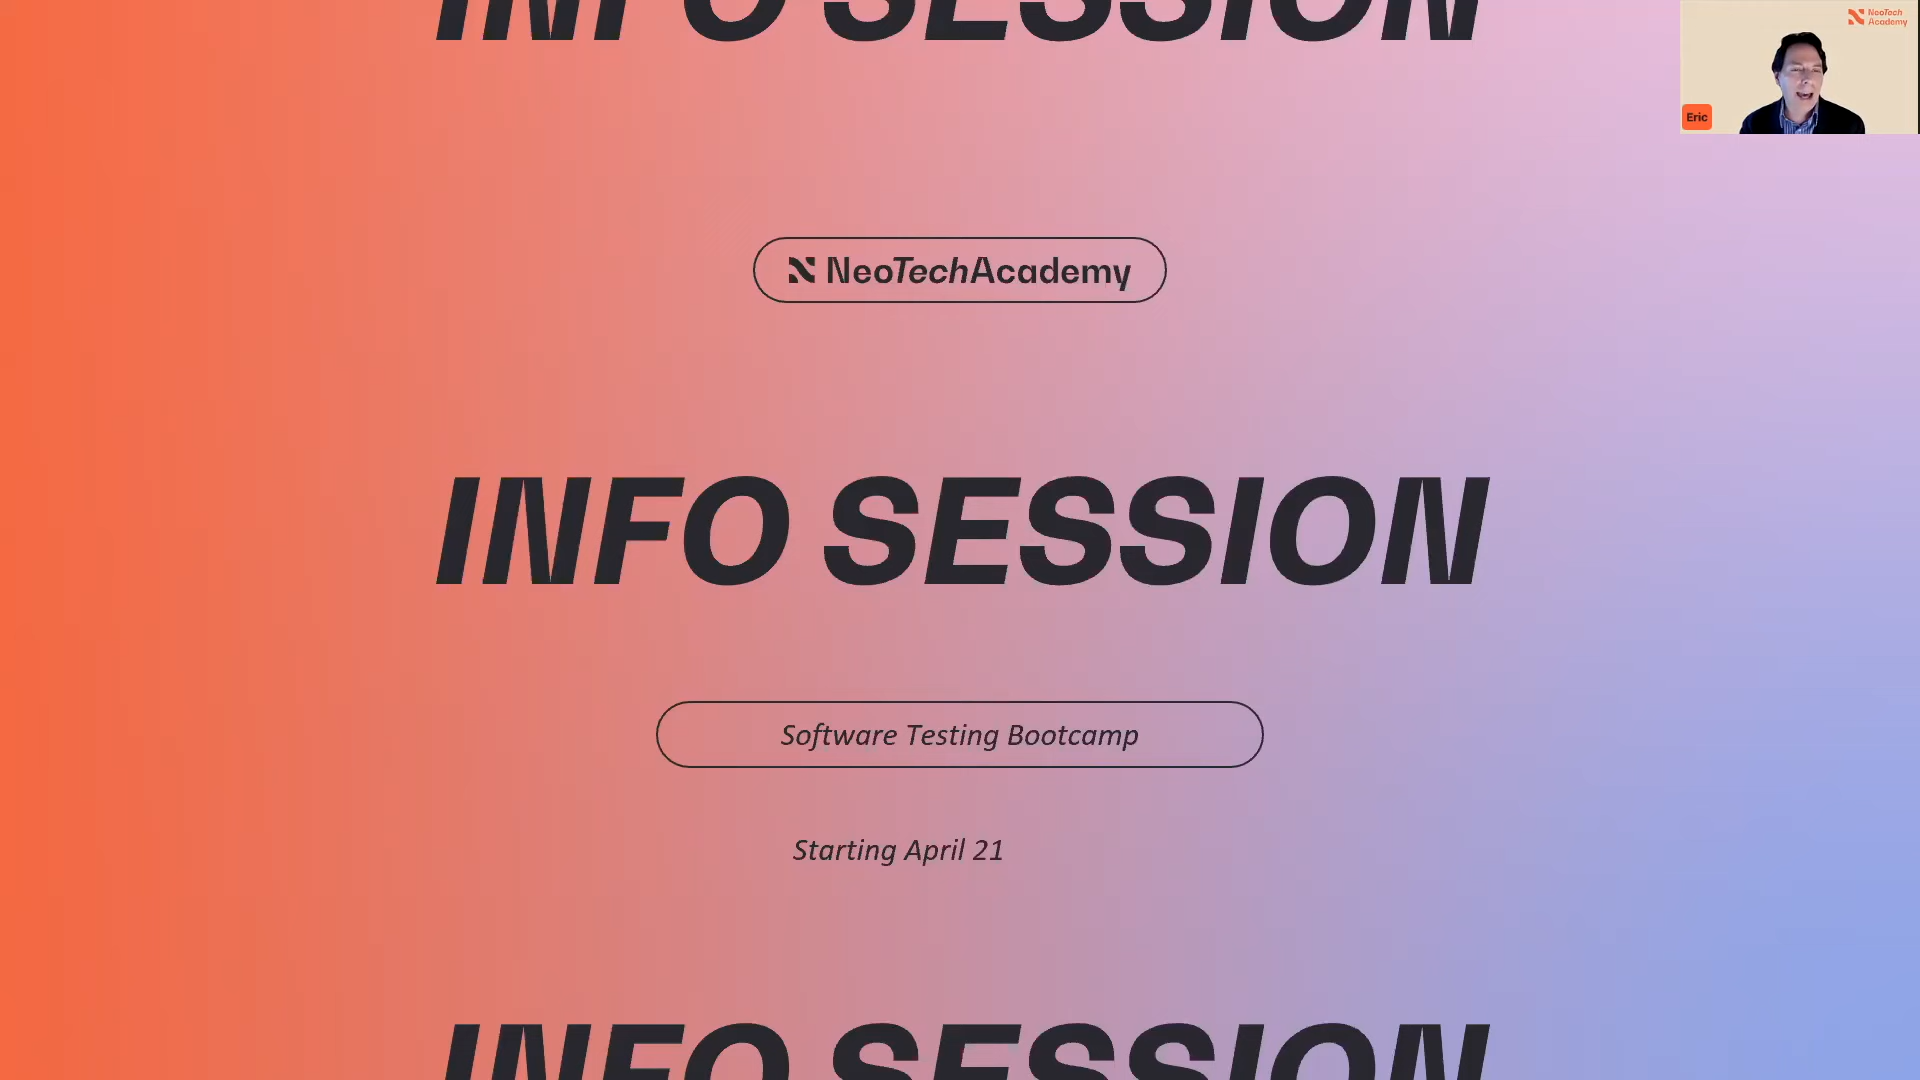 INFO SESSION
NeoTech
Academy
Eric
NeoTechAcademy
INFO SESSION
Software Testing Bootcamp
Starting April 21
INFO SESSION